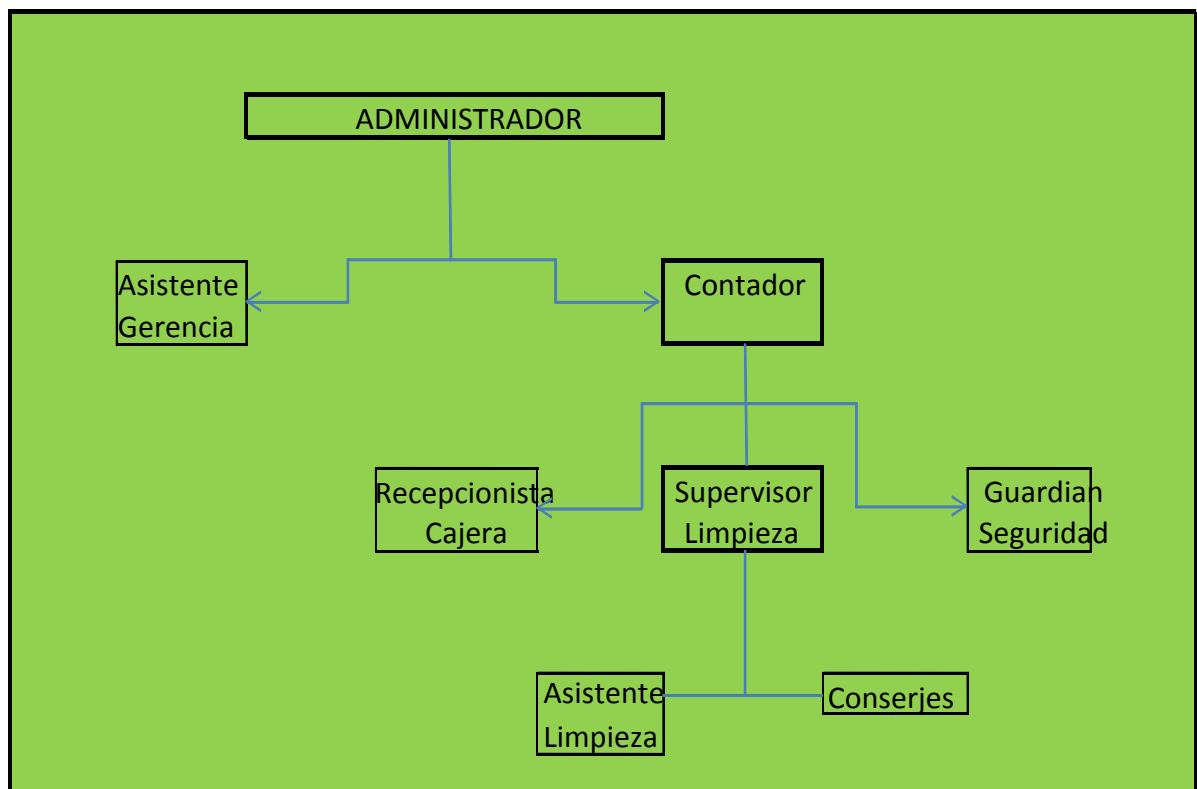 ADMINISTRADOR
Asistente
Gerencia
Contador
Recepcionista
Cajera
Supervisor
Limpieza
Guardian
Seguridad
Asistente
Limpieza
Conserjes